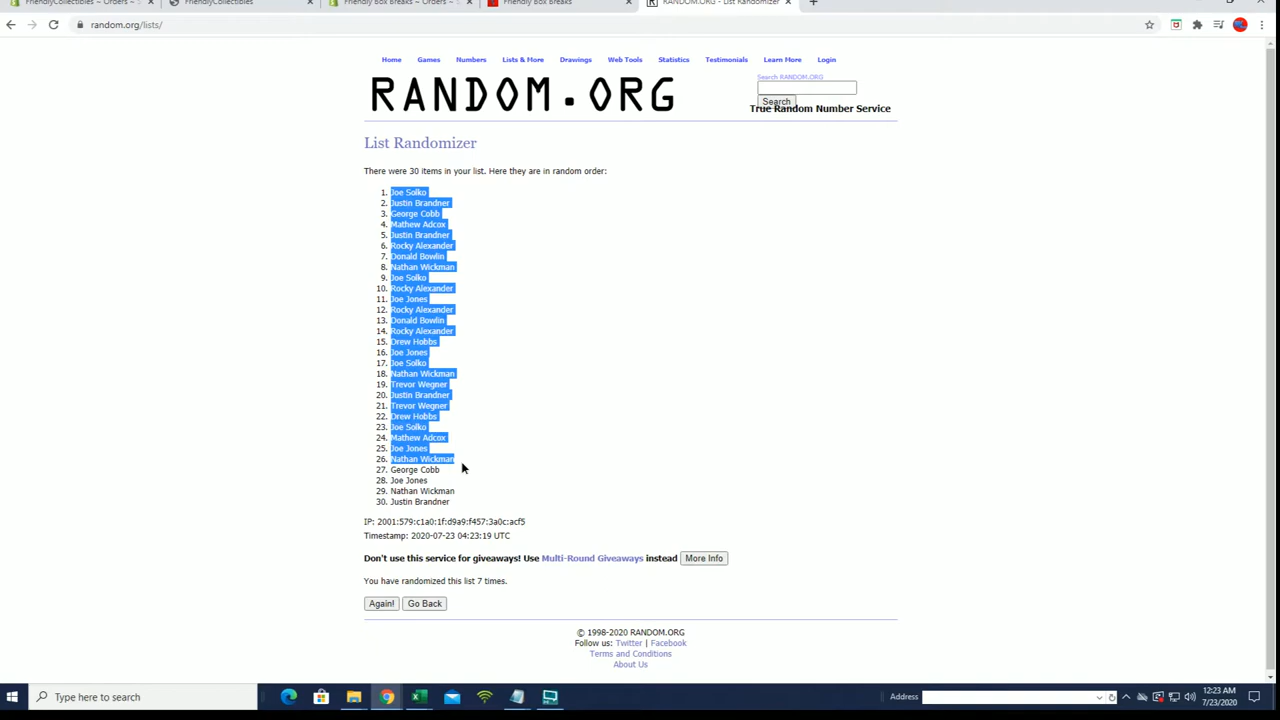 FriendlyCollectibles – Orders – S
FriendlyCollectibles
Friendly Box Breaks – Orders – S
Friendly Box Breaks
RANDOM.ORG - List Randomizer
random.org/lists/
Home Games Numbers Lists & More Drawings Web Tools Statistics Testimonials Learn More Login
RANDOM.ORG
Search RANDOM.ORG
Search
True Random Number Service
List Randomizer
There were 30 items in your list. Here they are in random order:
1. Joe Solko
2. Justin Brandner
3. George Cobb
4. Mathew Adcox
5. Justin Brandner
6. Rocky Alexander
7. Donald Bowlin
8. Nathan Wickman
9. Joe Solko
10. Rocky Alexander
11. Joe Jones
12. Rocky Alexander
13. Donald Bowlin
14. Rocky Alexander
15. Drew Hobbs
16. Joe Jones
17. Joe Solko
18. Nathan Wickman
19. Trevor Wegner
20. Justin Brandner
21. Trevor Wegner
22. Drew Hobbs
23. Joe Solko
24. Mathew Adcox
25. Joe Jones
26. Nathan Wickman
27. George Cobb
28. Joe Jones
29. Nathan Wickman
30. Justin Brandner
IP: 2001:579:c1a0:1f:d9a9:f457:3a0c:acf5
Timestamp: 2020-07-23 04:23:19 UTC
Don't use this service for giveaways! Use Multi-Round Giveaways instead More Info
You have randomized this list 7 times.
Again! Go Back
© 1998-2020 RANDOM.ORG
Follow us: Twitter | Facebook
Terms and Conditions
About Us
Type here to search
Address
12:23 AM
7/23/2020